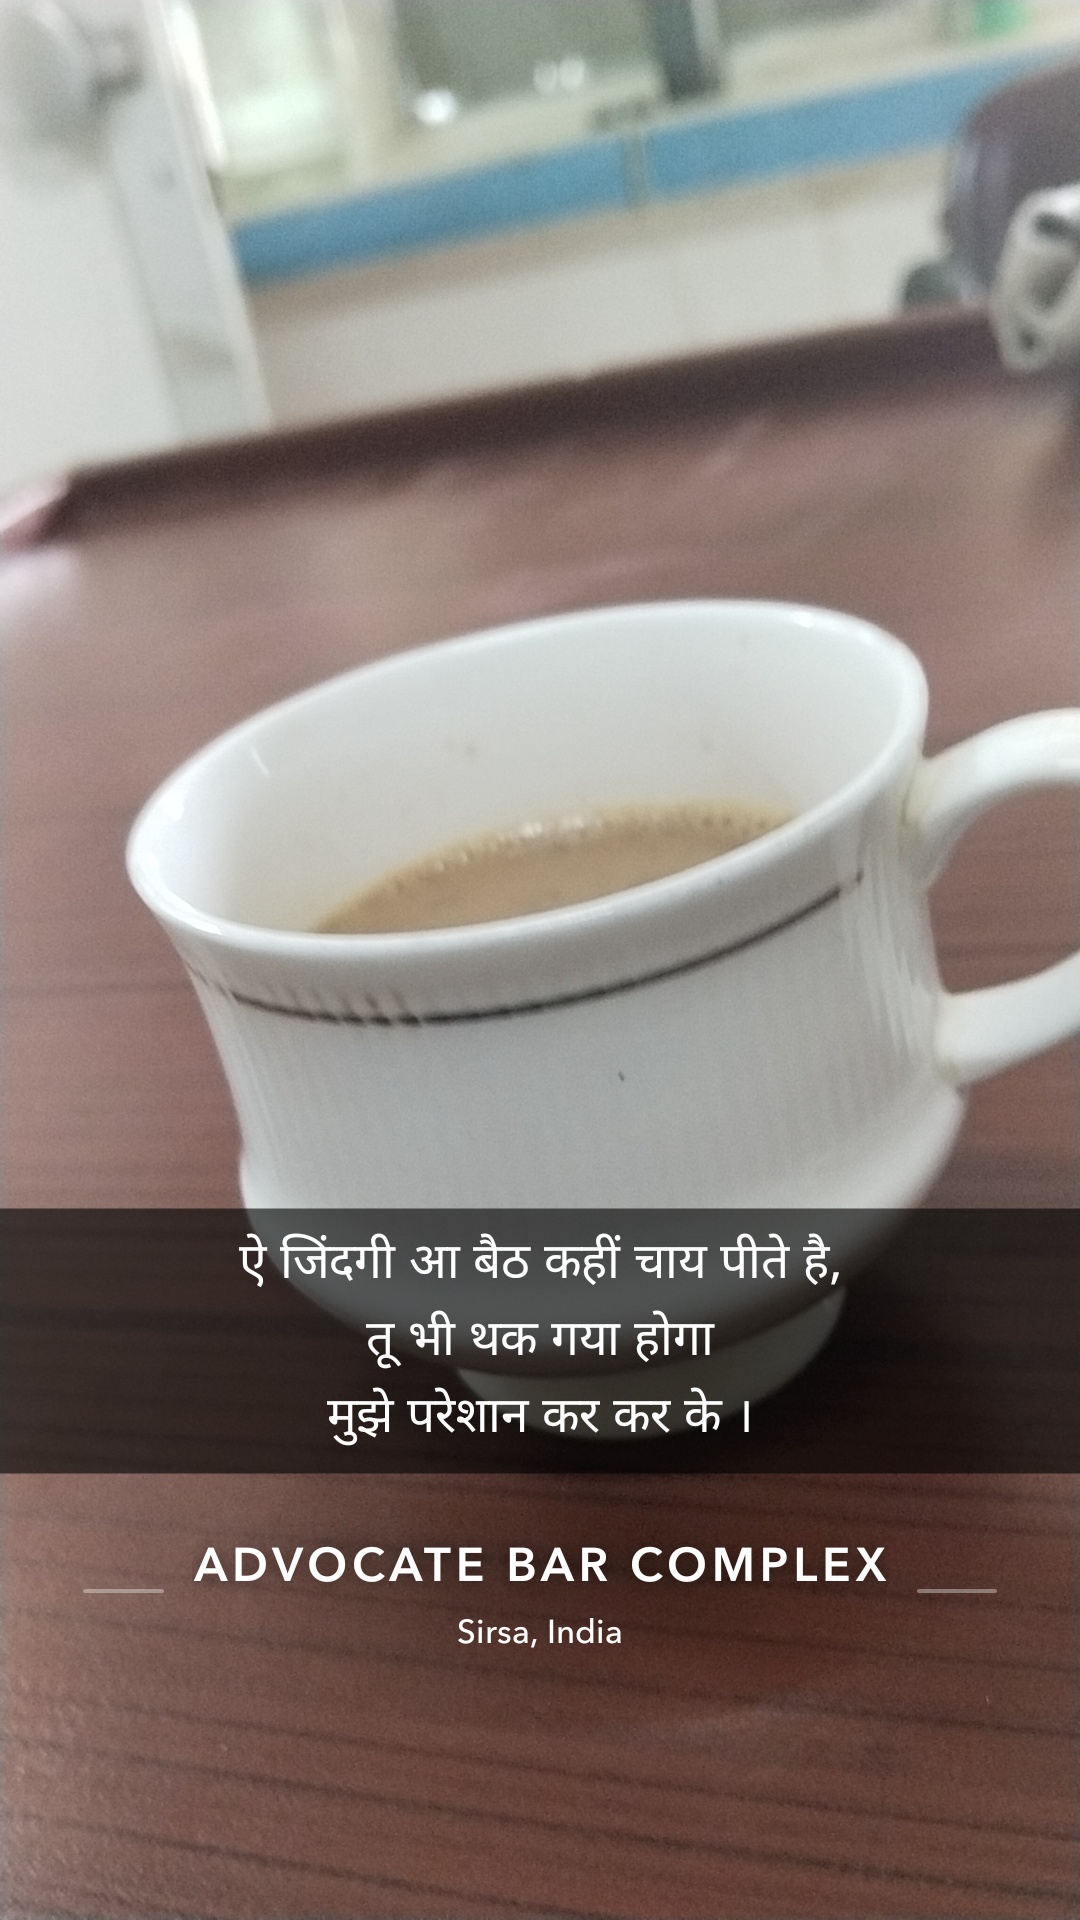 ऐ जिंदगी आ बैठ कहीं चाय पीते है,
तू भी थक गया होगा
मुझे परेशान कर कर के ।
ADVOCATE BAR COMPLEX
Sirsa, India